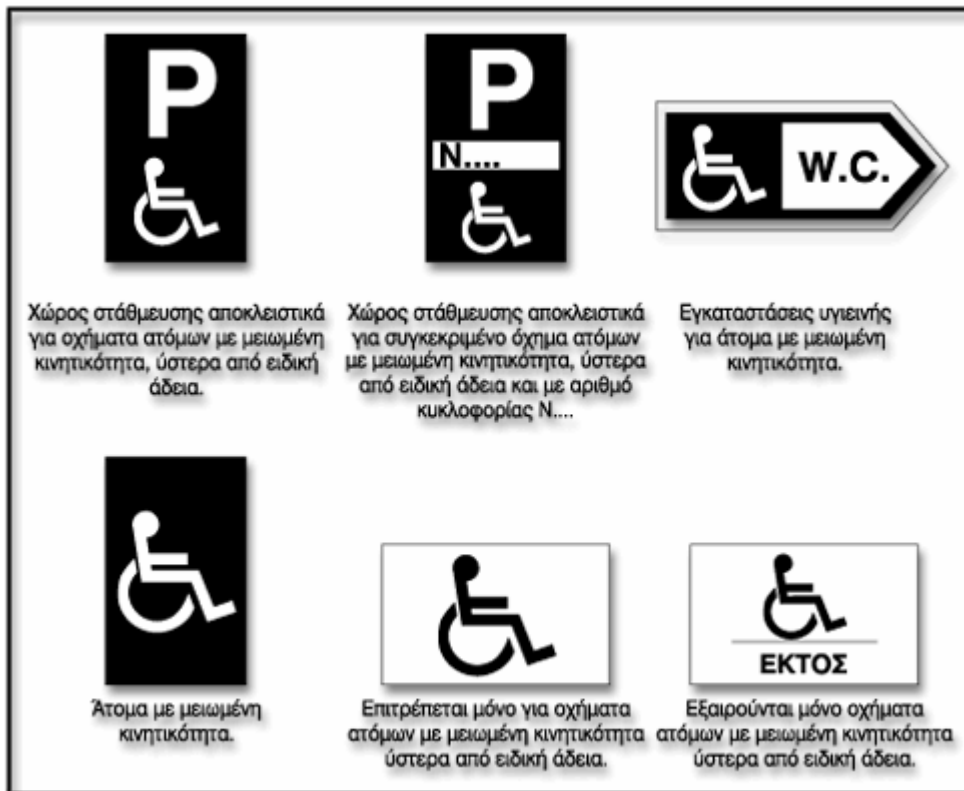 P
P
N....
W.C.
Χώρος στάθμευσης αποκλειστικά
για οχήματα ατόμων με μειωμένη
κινητικότητα, ύστερα από ειδική
άδεια.
Χώρος στάθμευσης αποκλειστικά
για συγκεκριμένο όχημα ατόμων
με μειωμένη κινητικότητα, ύστερα
από ειδική άδεια και με αριθμό
κυκλοφορίας Ν....
Εγκαταστάσεις υγιεινής
για άτομα με μειωμένη
κινητικότητα.
ΕΚΤΟΣ
Άτομα με μειωμένη
κινητικότητα.
Επιτρέπεται μόνο για οχήματα
ατόμων με μειωμένη κινητικότητα
ύστερα από ειδική άδεια.
Εξαιρούνται μόνο οχήματα
ατόμων με μειωμένη κινητικότητα
ύστερα από ειδική άδεια.